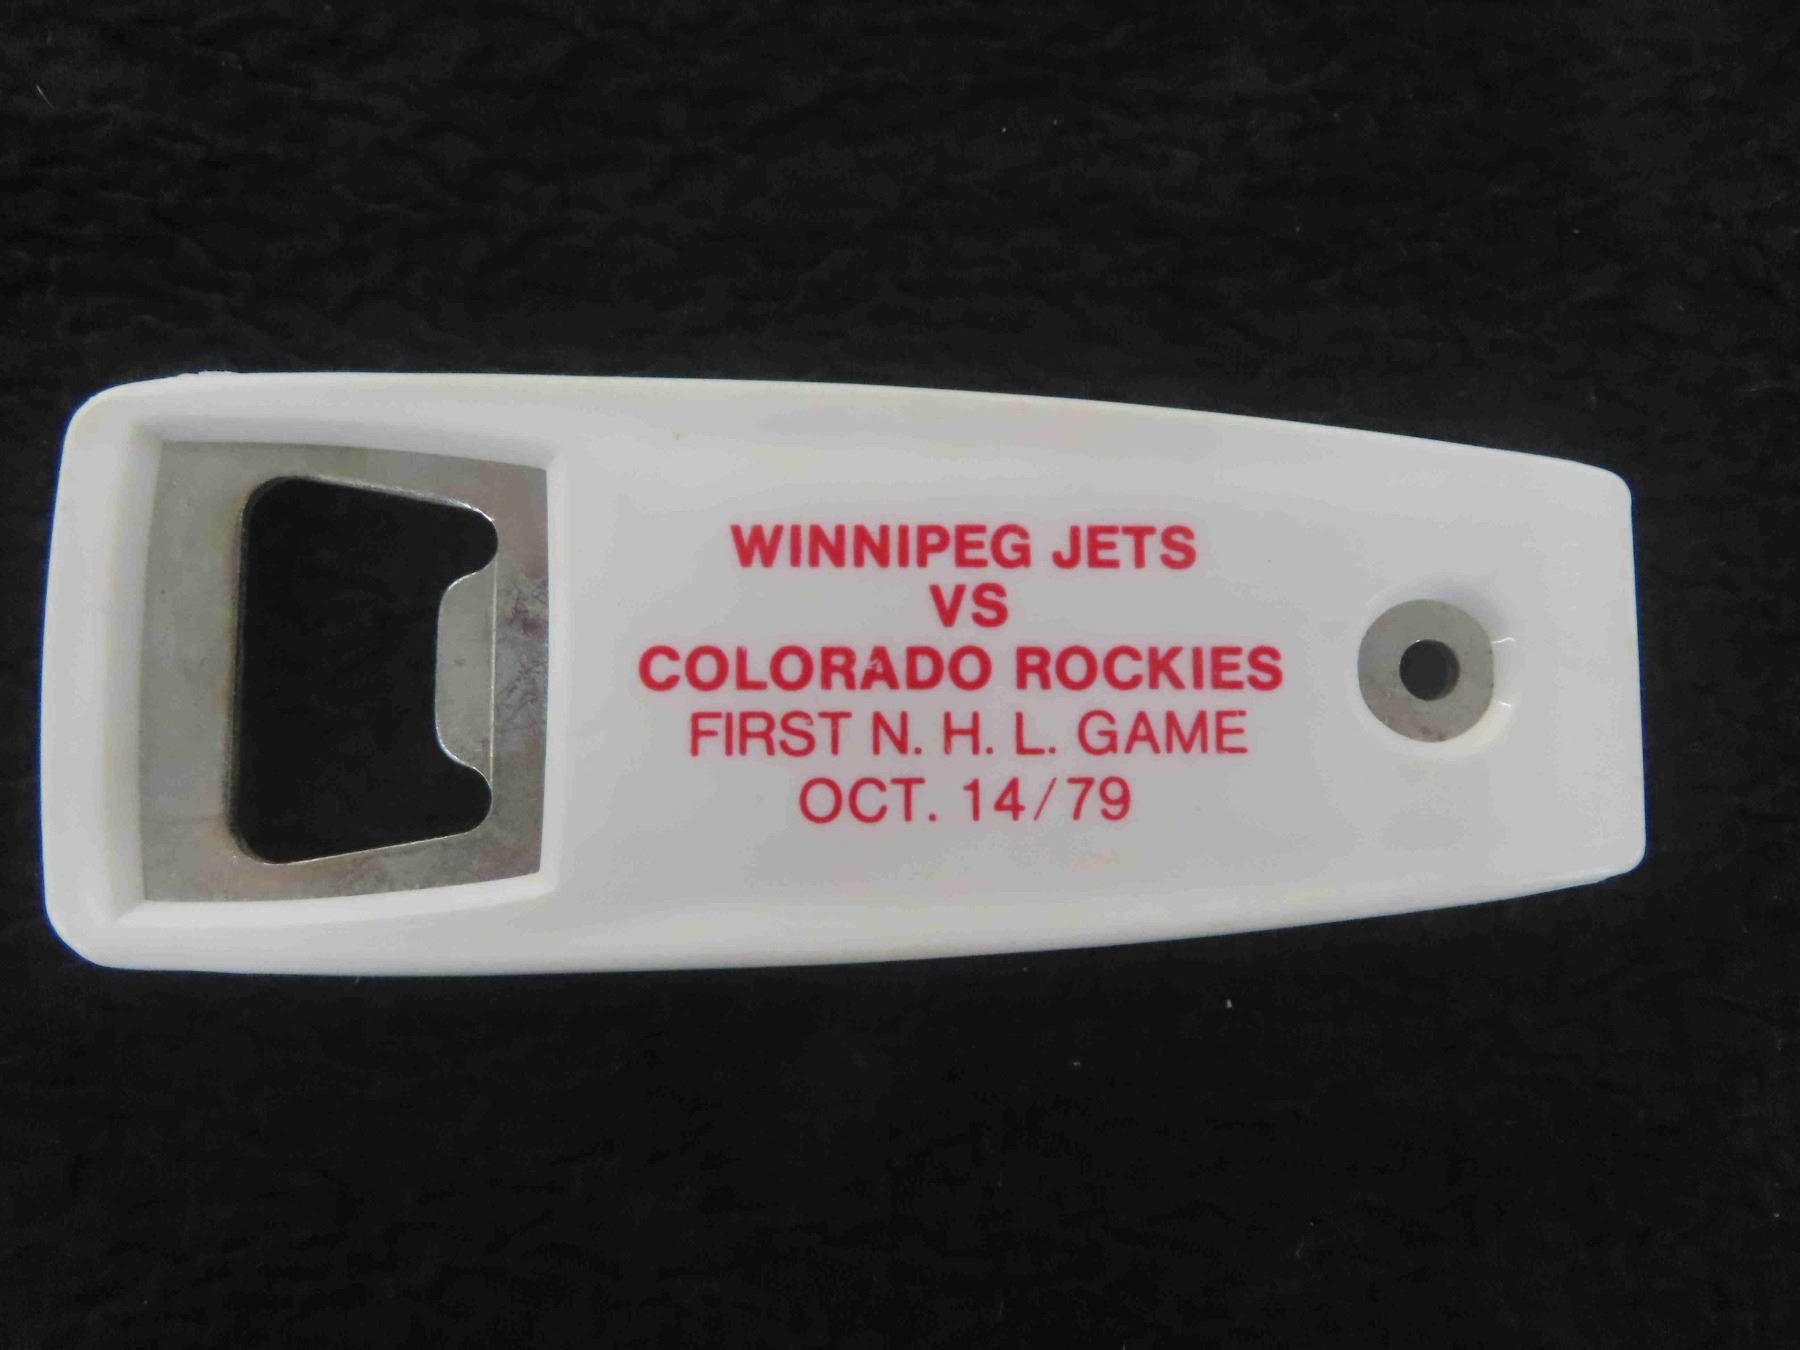 WINNIPEG JETS
VS
COLORADO ROCKIES
FIRST N. H. L. GAME
OCT. 14/79